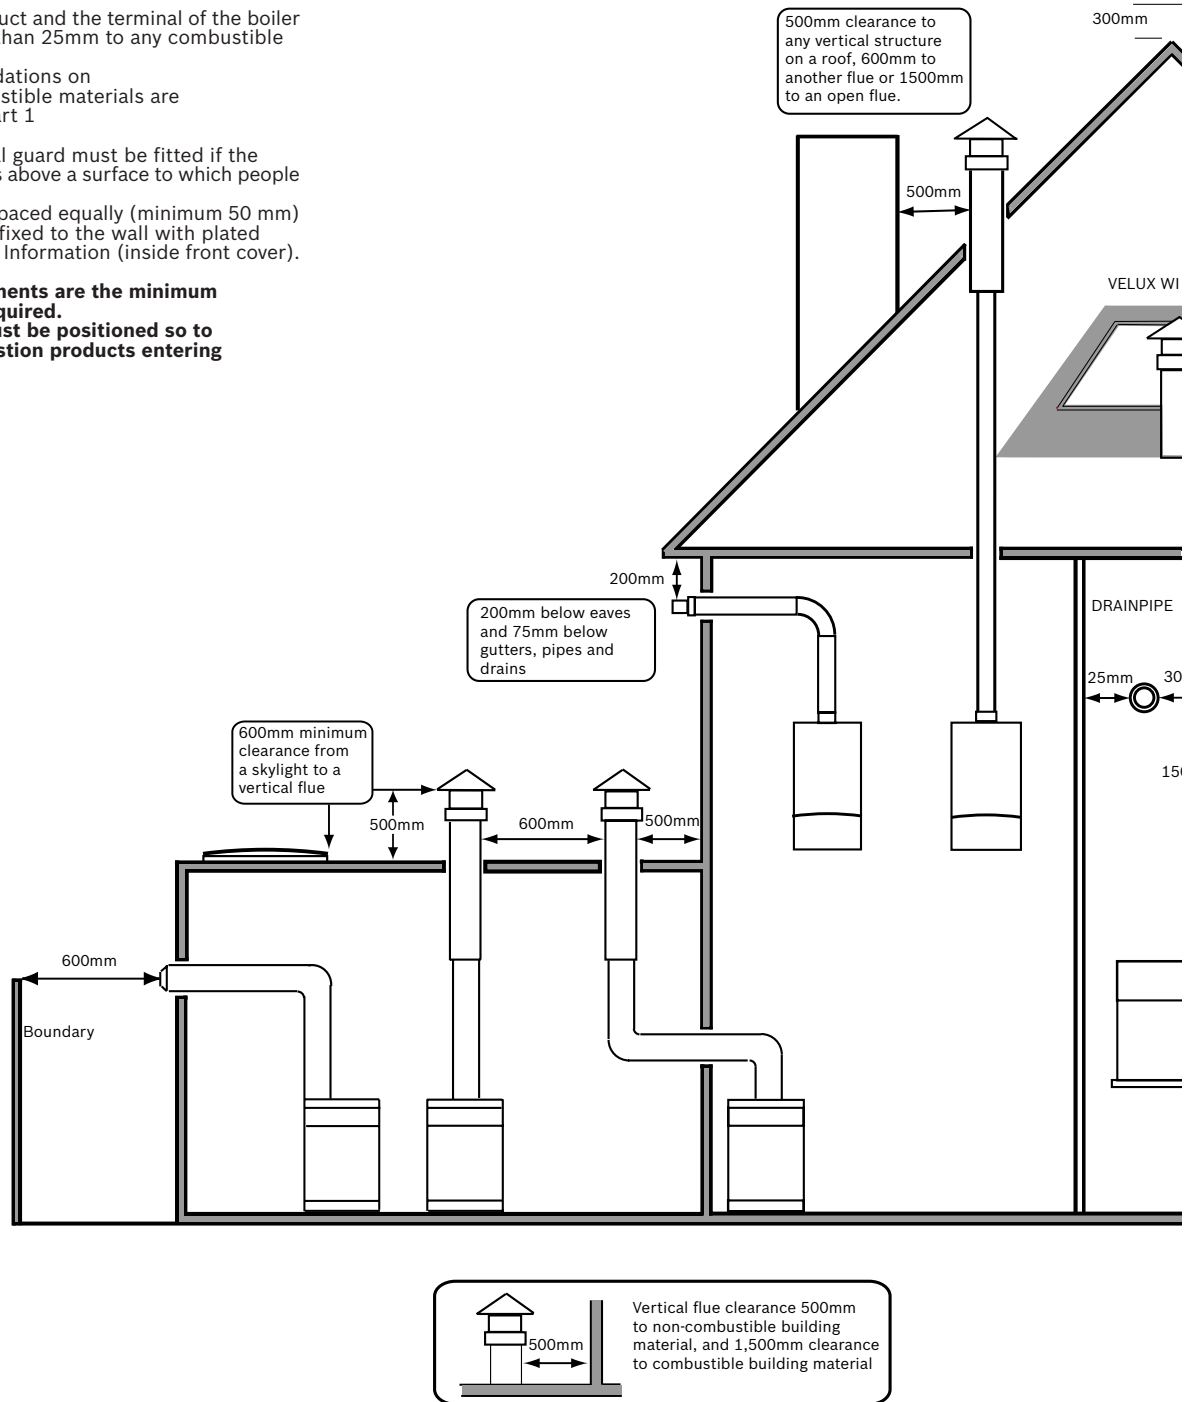 uct and the terminal of the boiler
than 25mm to any combustible
dations on
stible materials are
art 1
l guard must be fitted if the
s above a surface to which people
paced equally (minimum 50 mm)
fixed to the wall with plated
Information (inside front cover).
nents are the minimum
quired.
ust be positioned so to
stion products entering
500mm clearance to
any vertical structure
on a roof, 600mm to
another flue or 1500mm
to an open flue.
300mm
500mm
VELUX WI
200mm
200mm below eaves
and 75mm below
gutters, pipes and
drains
DRAINPIPE
25mm
30
150
600mm minimum
clearance from
a skylight to a
vertical flue
500mm
600mm
500mm
600mm
Boundary
500mm
Vertical flue clearance 500mm
to non-combustible building
material, and 1,500mm clearance
to combustible building material